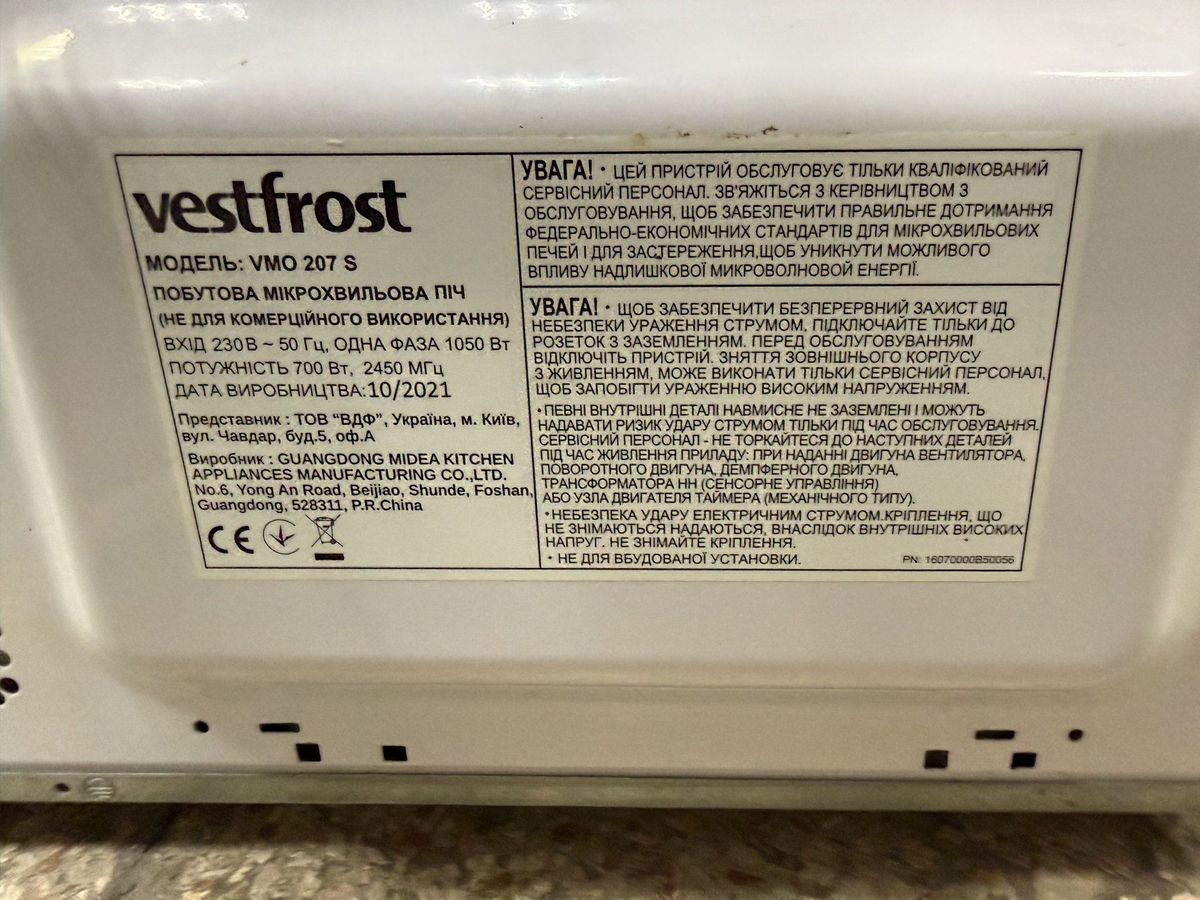 vestfrost
МОДЕЛЬ: VMO 207 S
ПОБУТОВА МІКРОХВИЛЬОВА ПІЧ
(НЕ ДЛЯ КОМЕРЦІЙНОГО ВИКОРИСТАННЯ)
ВХІД 230 В ~ 50 Гц, ОДНА ФАЗА 1050 Вт
ПОТУЖНІСТЬ 700 Вт, 2450 МГц
ДАТА ВИРОБНИЦТВА:10/2021
Представник : ТОВ “ВДФ”, Україна, м. Київ,
вул. Чавдар, буд.5, оф.А
Виробник : GUANGDONG MIDEA KITCHEN
APPLIANCES MANUFACTURING CO.,LTD.
No.6, Yong An Road, Beijiao, Shunde, Foshan,
Guangdong, 528311, P.R.China
CE
УВАГА! · ЦЕЙ ПРИСТРІЙ ОБСЛУГОВУЄ ТІЛЬКИ КВАЛІФІКОВАНИЙ
СЕРВІСНИЙ ПЕРСОНАЛ. ЗВ'ЯЖІТЬСЯ З КЕРІВНИЦТВОМ З
ОБСЛУГОВУВАННЯ, ЩОБ ЗАБЕЗПЕЧИТИ ПРАВИЛЬНЕ ДОТРИМАННЯ
ФЕДЕРАЛЬНО-ЕКОНОМІЧНИХ СТАНДАРТІВ ДЛЯ МІКРОХВИЛЬОВИХ
ПЕЧЕЙ І ДЛЯ ЗАСТЕРЕЖЕННЯ,ЩОБ УНИКНУТИ МОЖЛИВОГО
ВПЛИВУ НАДЛИШКОВОЇ МИКРОВОЛНОВОЙ ЕНЕРГІЇ.
УВАГА! · ЩОБ ЗАБЕЗПЕЧИТИ БЕЗПЕРЕРВНИЙ ЗАХИСТ ВІД
НЕБЕЗПЕКИ УРАЖЕННЯ СТРУМОМ, ПІДКЛЮЧАЙТЕ ТІЛЬКИ ДО
РОЗЕТОК З ЗАЗЕМЛЕННЯМ. ПЕРЕД ОБСЛУГОВУВАННЯМ
ВІДКЛЮЧІТЬ ПРИСТРІЙ. ЗНЯТТЯ ЗОВНІШНЬОГО КОРПУСУ
З ЖИВЛЕННЯМ, МОЖЕ ВИКОНАТИ ТІЛЬКИ СЕРВІСНИЙ ПЕРСОНАЛ,
ЩОБ ЗАПОБІГТИ УРАЖЕННЮ ВИСОКИМ НАПРУЖЕННЯМ.
· ПЕВНІ ВНУТРІШНІ ДЕТАЛІ НАВМИСНЕ НЕ ЗАЗЕМЛЕНІ І МОЖУТЬ
НАДАВАТИ РИЗИК УДАРУ СТРУМОМ ТІЛЬКИ ПІД ЧАС ОБСЛУГОВУВАННЯ.
СЕРВІСНИЙ ПЕРСОНАЛ - НЕ ТОРКАЙТЕСЯ ДО НАСТУПНИХ ДЕТАЛЕЙ
ПІД ЧАС ЖИВЛЕННЯ ПРИЛАДУ: ПРИ НАДАННІ ДВИГУНА ВЕНТИЛЯТОРА,
ПОВОРОТНОГО ДВИГУНА, ДЕМПФЕРНОГО ДВИГУНА,
ТРАНСФОРМАТОРА НН (СЕНСОРНЕ УПРАВЛІННЯ)
АБО УЗЛА ДВИГАТЕЛЯ ТАЙМЕРА (МЕХАНІЧНОГО ТИПУ).
· НЕБЕЗПЕКА УДАРУ ЕЛЕКТРИЧНИМ СТРУМОМ.КРІПЛЕННЯ, ЩО
НЕ ЗНІМАЮТЬСЯ НАДАЮТЬСЯ, ВНАСЛІДОК ВНУТРІШНІХ ВИСОКИХ
НАПРУГ. НЕ ЗНІМАЙТЕ КРІПЛЕННЯ.
· НЕ ДЛЯ ВБУДОВАНОЇ УСТАНОВКИ.
PN: 16070000B50056